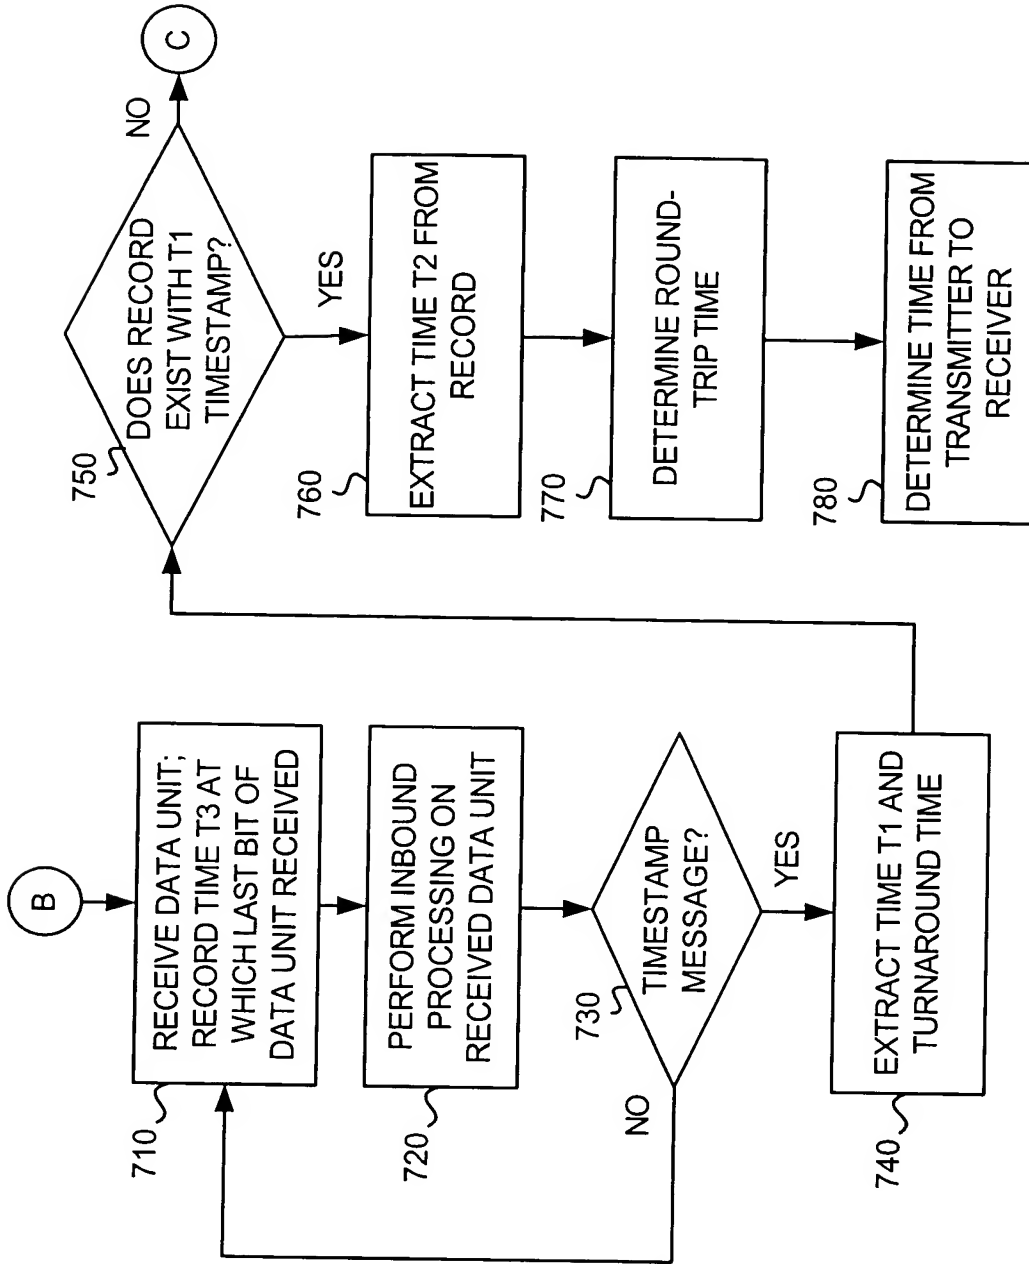 B
710
RECEIVE DATA UNIT;
RECORD TIME T3 AT
WHICH LAST BIT OF
DATA UNIT RECEIVED
720
PERFORM INBOUND
PROCESSING ON
RECEIVED DATA UNIT
730
TIMESTAMP
MESSAGE?
NO
YES
740
EXTRACT TIME T1 AND
TURNAROUND TIME
750
DOES RECORD
EXIST WITH T1
TIMESTAMP?
NO
C
YES
760
EXTRACT TIME T2 FROM
RECORD
770
DETERMINE ROUND-
TRIP TIME
780
DETERMINE TIME FROM
TRANSMITTER TO
RECEIVER